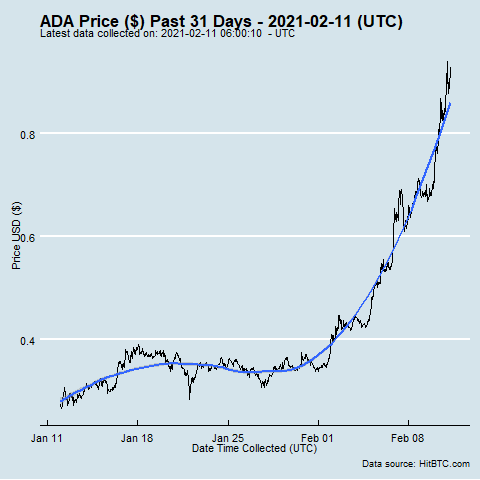 ADA Price ($) Past 31 Days - 2021-02-11 (UTC)
Latest data collected on: 2021-02-11 06:00:10 - UTC
0.8
0.6
0.4
Price USD ($)
Jan 11 Jan 18 Jan 25 Feb 01 Feb 08
Date Time Collected (UTC)
Data source: HitBTC.com